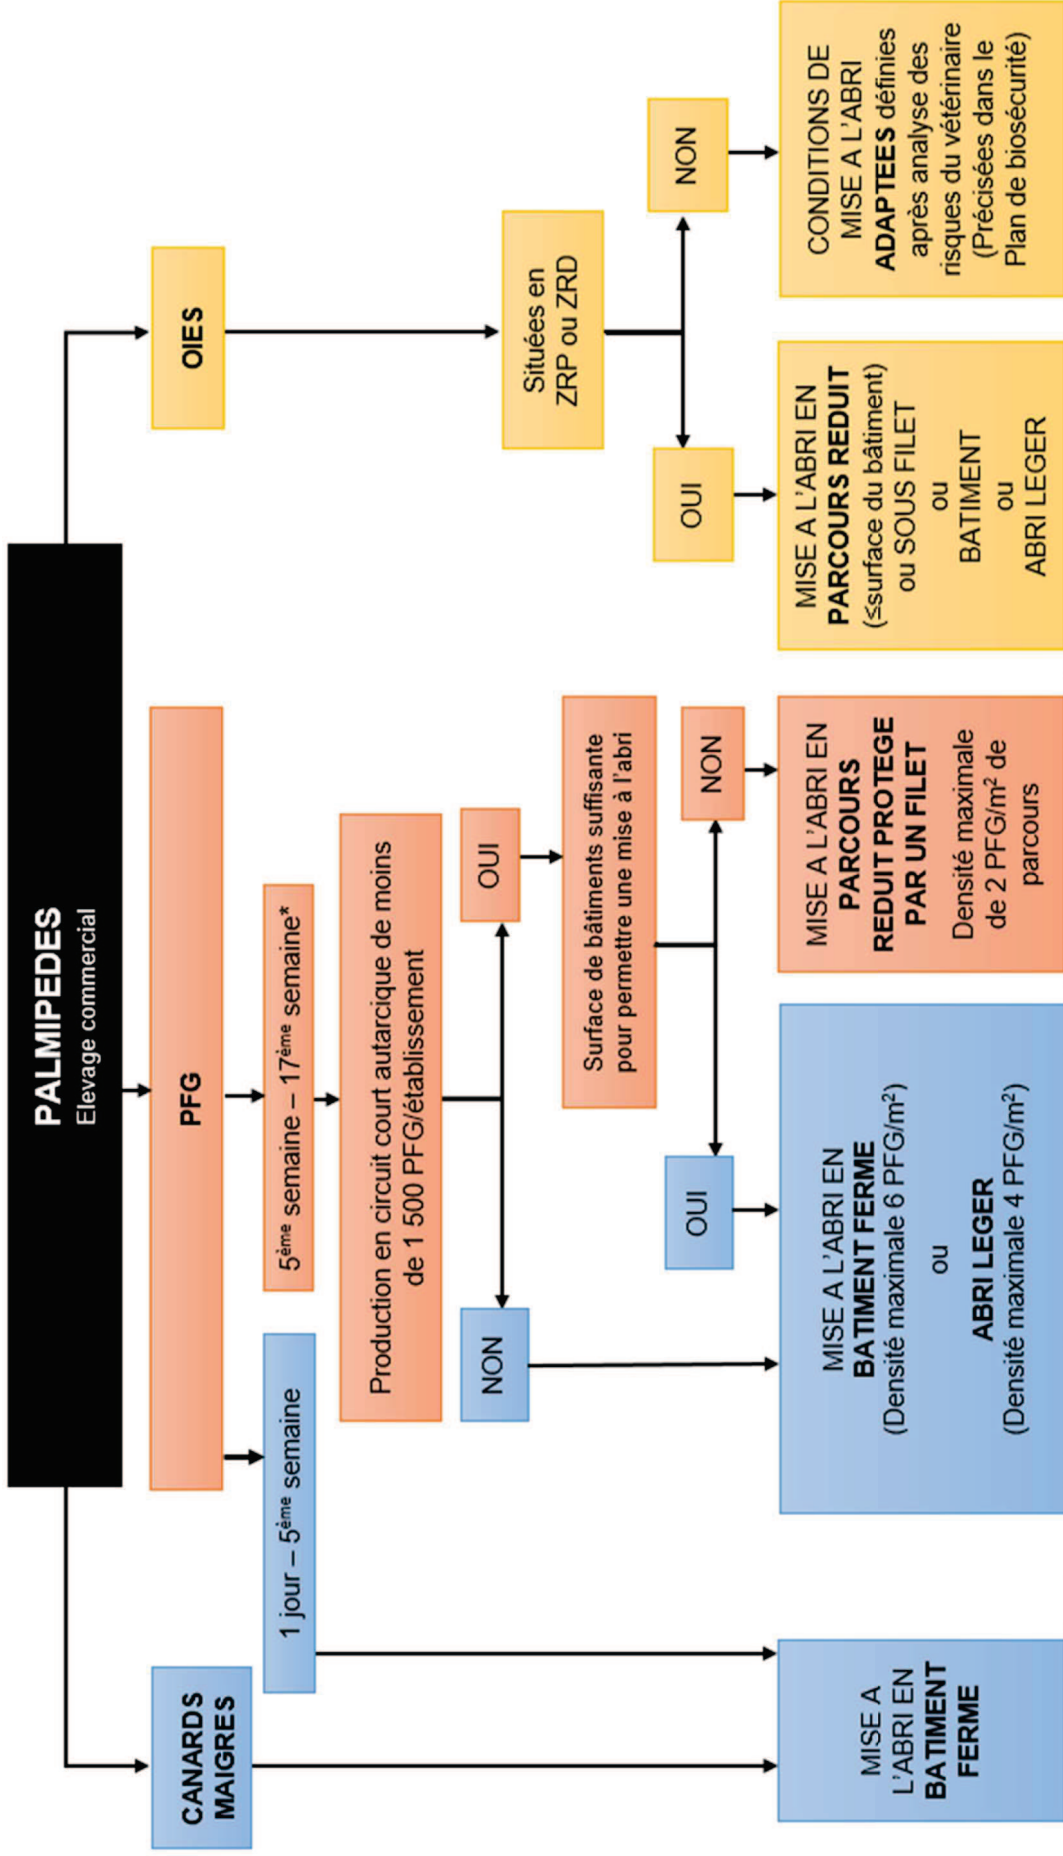 PALMIPEDES
Elevage commercial
CANARDS
MAIGRES
PFG
OIES
1 jour – 5ème semaine
5ème semaine – 17ème semaine*
Production en circuit court autarcique de moins
de 1 500 PFG/établissement
NON
OUI
Surface de bâtiments suffisante
pour permettre une mise à l'abri
OUI
NON
Situées en
ZRP ou ZRD
OUI
NON
MISE A
L'ABRI EN
BATIMENT
FERME
MISE A L'ABRI EN
BATIMENT FERME
(Densité maximale 6 PFG/m²)
ou
ABRI LEGER
(Densité maximale 4 PFG/m²)
MISE A L'ABRI EN
PARCOURS
REDUIT PROTEGE
PAR UN FILET
Densité maximale
de 2 PFG/m² de
parcours
MISE A L'ABRI EN
PARCOURS REDUIT
(≤surface du bâtiment)
ou SOUS FILET
ou
BATIMENT
ou
ABRI LEGER
CONDITIONS DE
MISE A L'ABRI
ADAPTEES définies
après analyse des
risques du vétérinaire
(Précisées dans le
Plan de biosécurité)